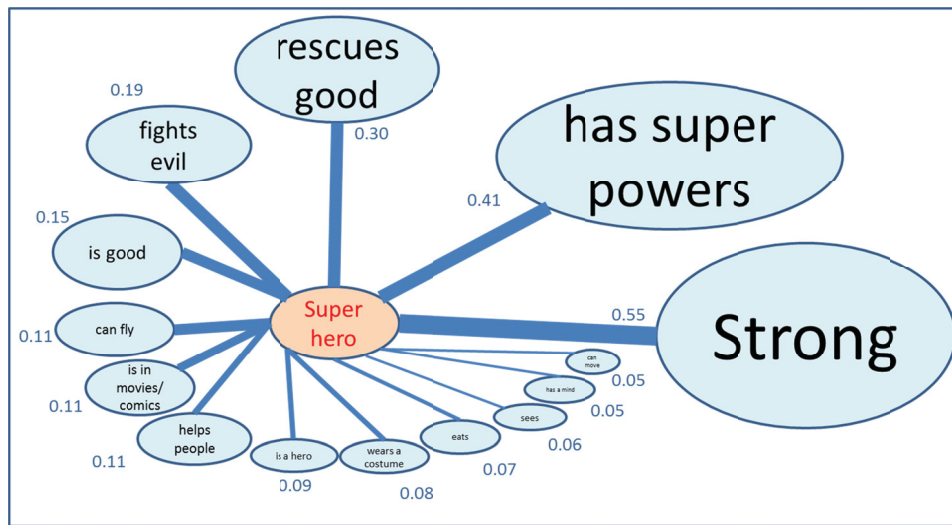 rescues
good
0.30
0.19
fights
evil
has super
powers
0.41
0.15
is good
Super
hero
0.55
Strong
can fly
0.11
is in
movies/
comics
0.11
helps
people
0.11
is a hero
0.09
wears a
costume
0.08
eats
0.07
sees
0.06
has a mind
0.05
can
move
0.05